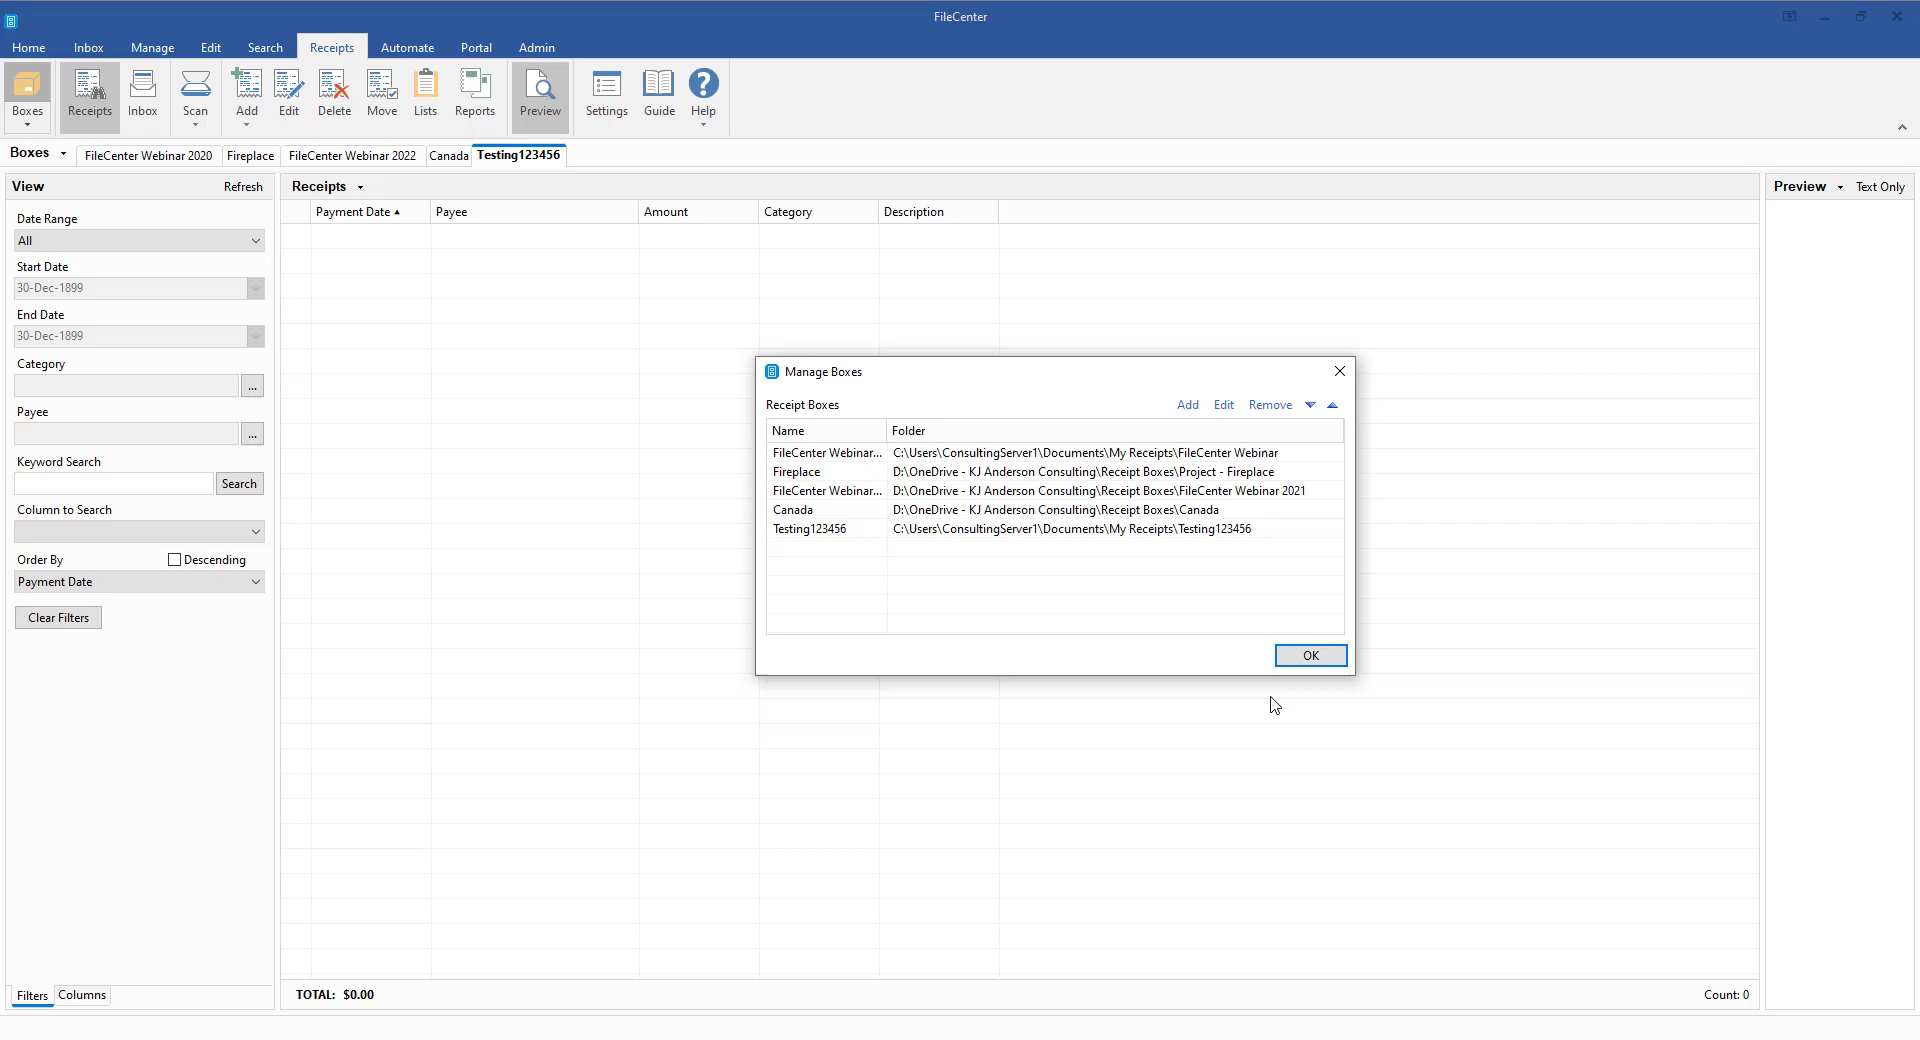 FileCenter
Home Inbox Manage Edit Search Receipts Automate Portal Admin
Boxes Receipts Inbox Scan Add Edit Delete Move Lists Reports Preview Settings Guide Help
Boxes FileCenter Webinar 2020 Fireplace FileCenter Webinar 2022 Canada Testing123456
View Refresh
Date Range
All
Start Date
30-Dec-1899
End Date
30-Dec-1899
Category
...
Payee
...
Keyword Search
Search
Column to Search
Order By Descending
Payment Date
Clear Filters
Filters Columns
Receipts
Payment Date Payee Amount Category Description
TOTAL: $0.00 Count: 0
Manage Boxes
Receipt Boxes Add Edit Remove
Name Folder
FileCenter Webinar... C:\Users\ConsultingServer1\Documents\My Receipts\FileCenter Webinar
Fireplace D:\OneDrive - KJ Anderson Consulting\Receipt Boxes\Project - Fireplace
FileCenter Webinar... D:\OneDrive - KJ Anderson Consulting\Receipt Boxes\FileCenter Webinar 2021
Canada D:\OneDrive - KJ Anderson Consulting\Receipt Boxes\Canada
Testing123456 C:\Users\ConsultingServer1\Documents\My Receipts\Testing123456
OK
Preview Text Only